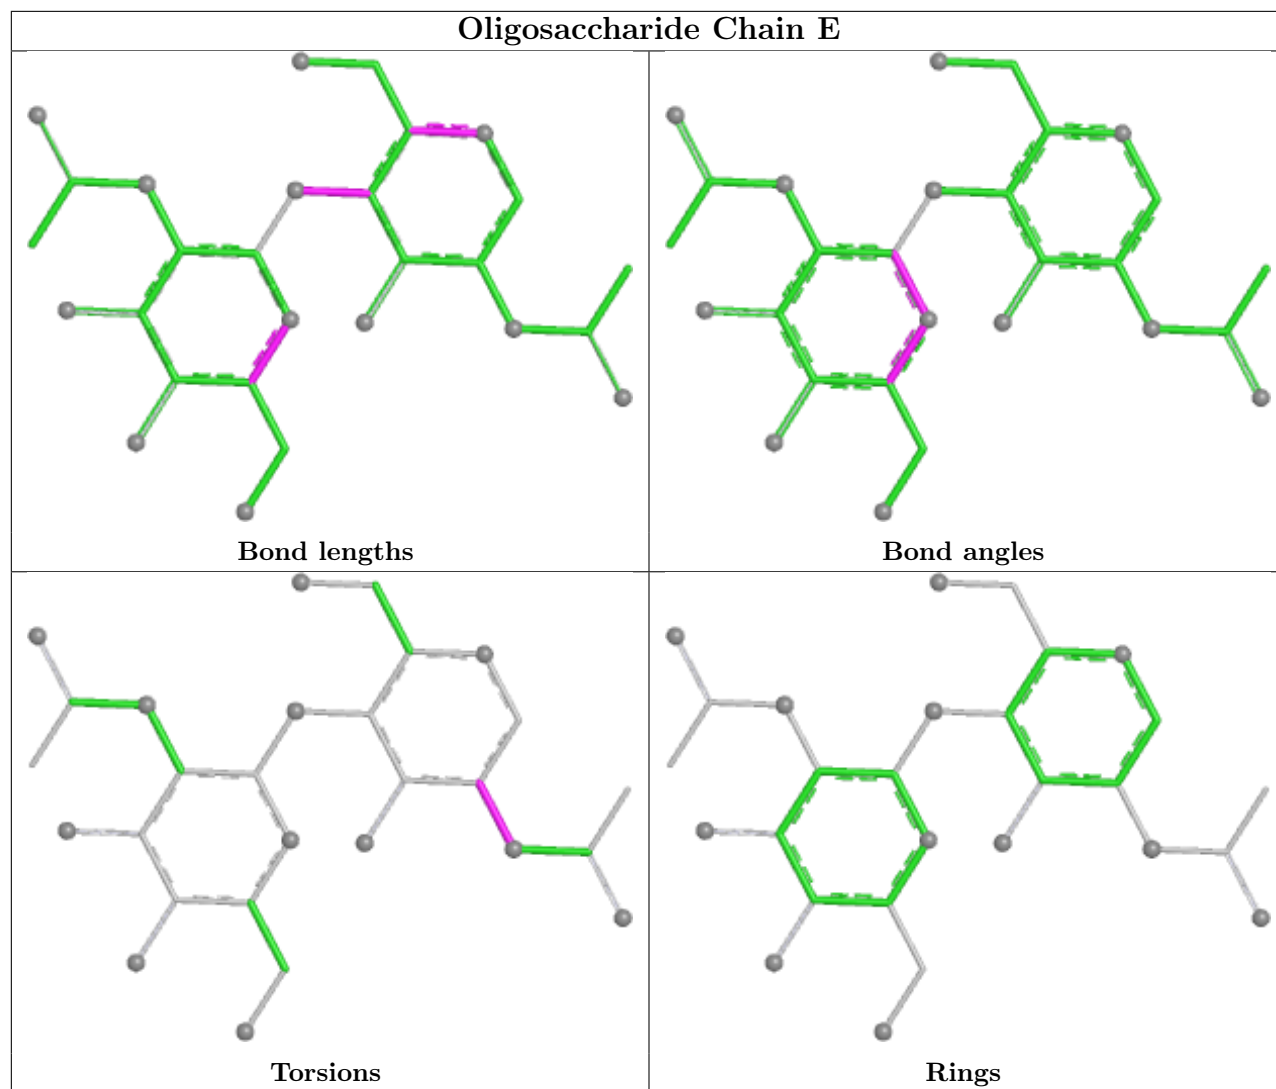 Oligosaccharide Chain E
Bond lengths
Bond angles
Torsions
Rings